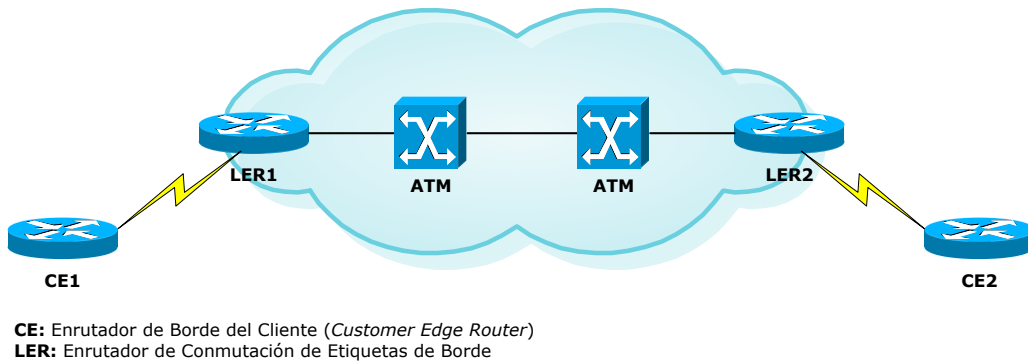 LER1
ATM
ATM
LER2
CE1
CE2
CE: Enrutador de Borde del Cliente (Customer Edge Router)
LER: Enrutador de Conmutación de Etiquetas de Borde